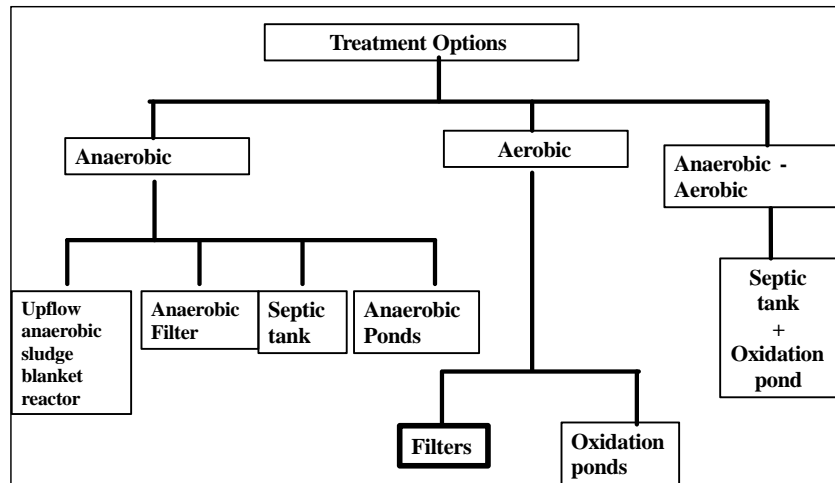 Treatment Options
Anaerobic
Aerobic
Anaerobic -
Aerobic
Upflow
anaerobic
sludge
blanket
reactor
Anaerobic
Filter
Septic
tank
Anaerobic
Ponds
Septic
tank
+
Oxidation
pond
Filters
Oxidation
ponds